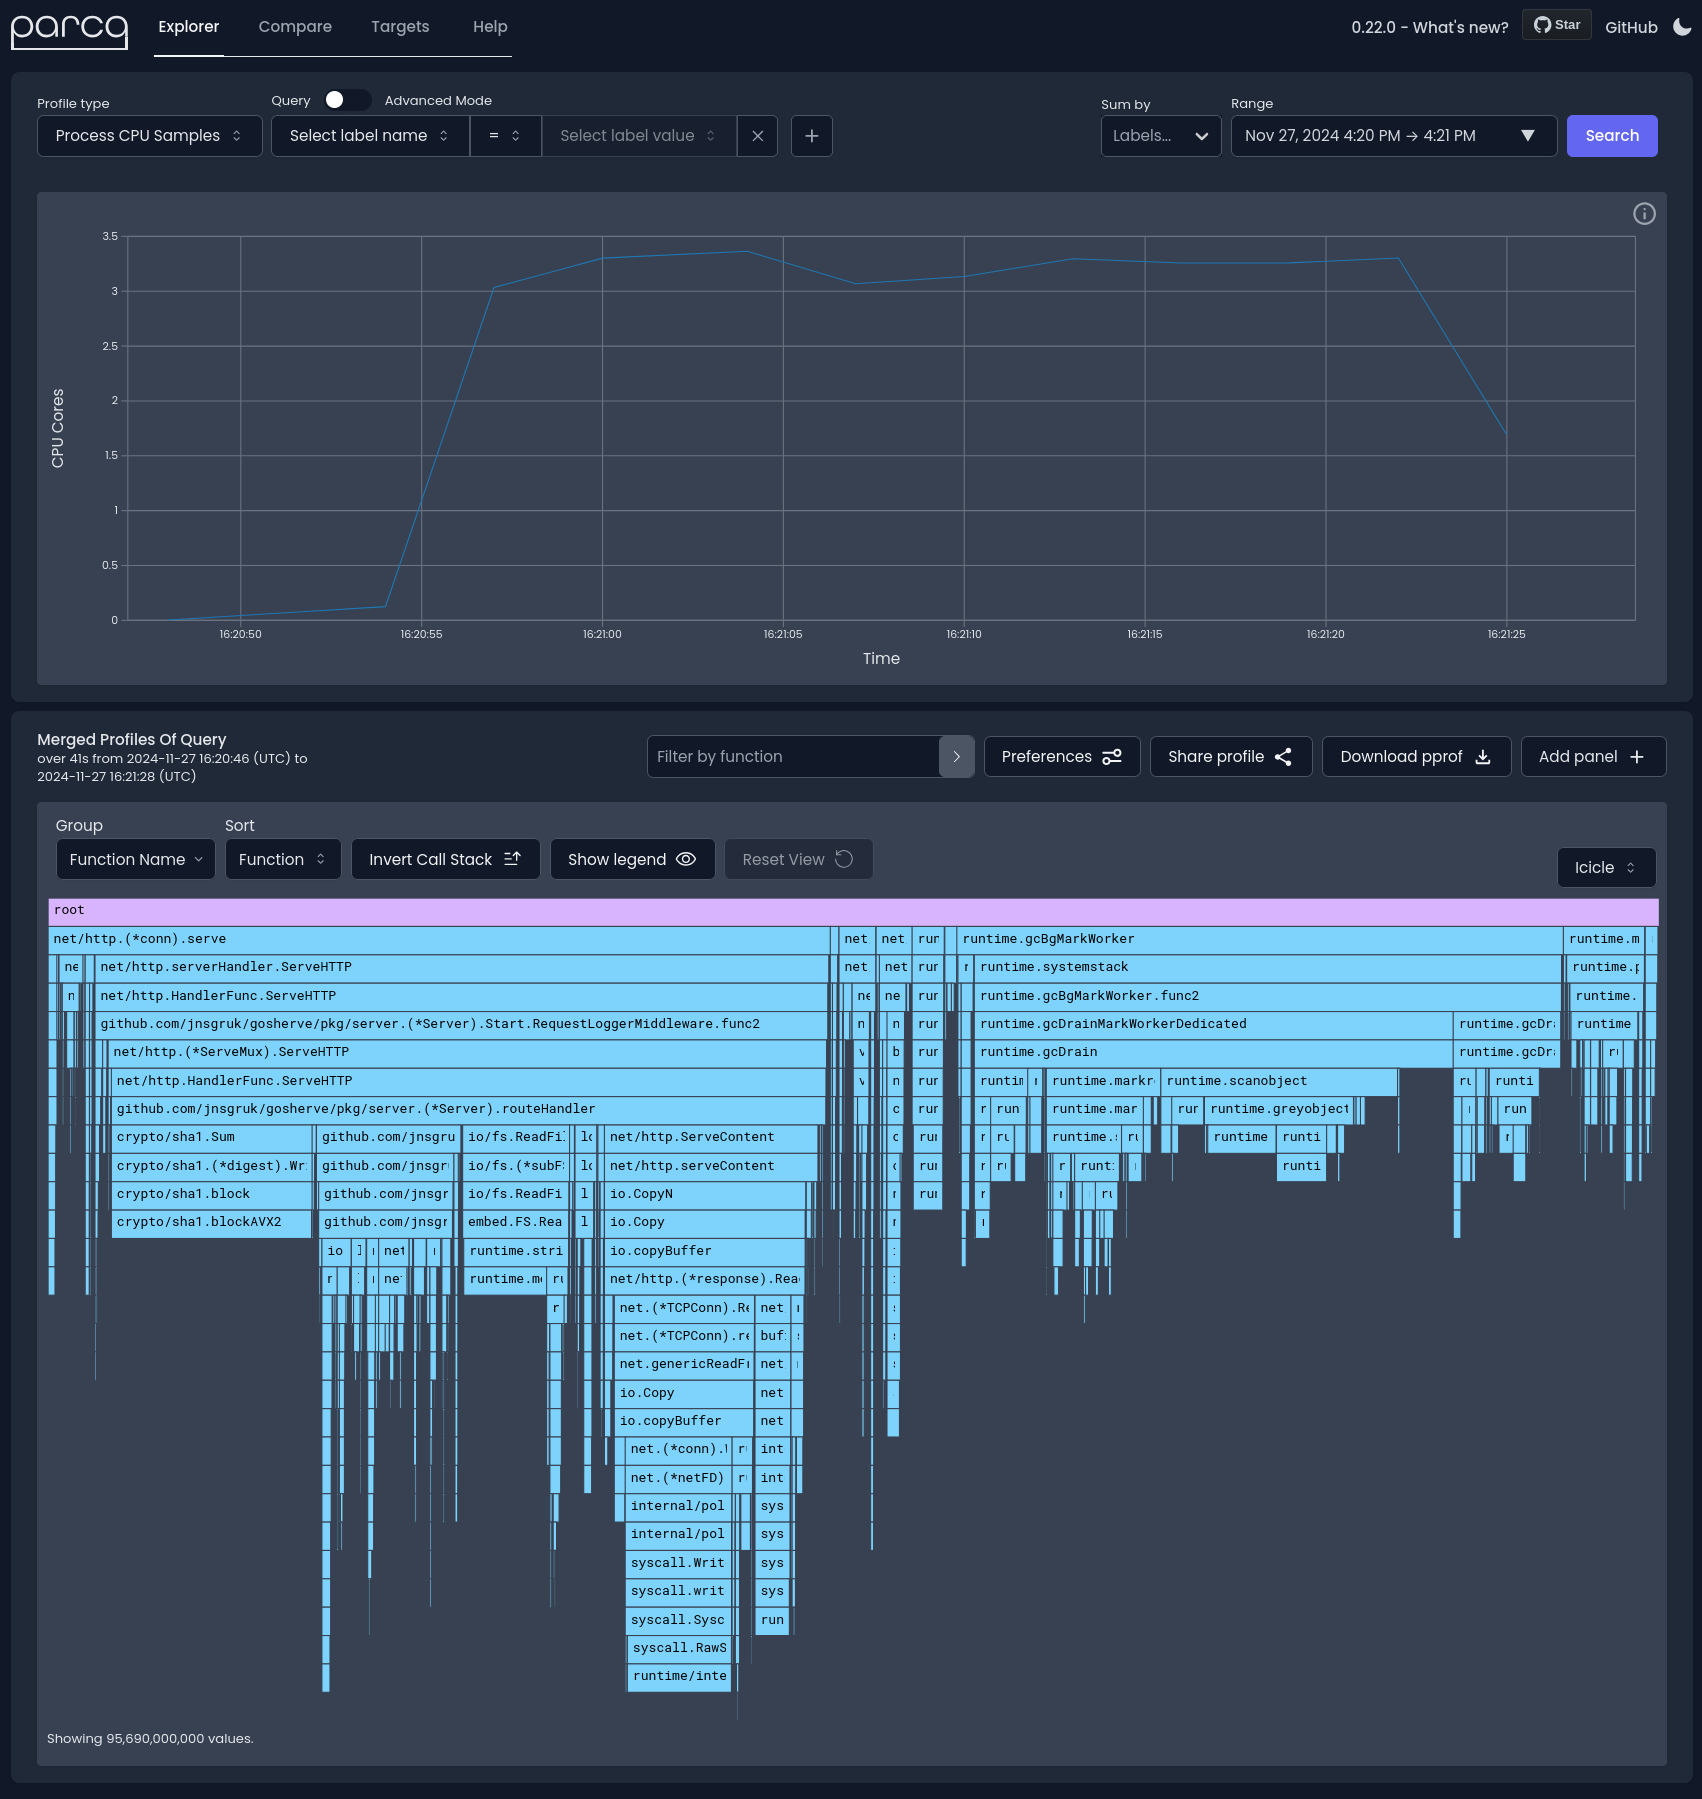 parca Explorer Compare Targets Help 0.22.0 - What's new? Star GitHub
Profile type Query Advanced Mode Sum by Range
Process CPU Samples Select label name = Select label value Labels... Nov 27, 2024 4:20 PM → 4:21 PM Search
3.5
3
2.5
2
1.5
1
0.5
0
CPU Cores
16:20:50 16:20:55 16:21:00 16:21:05 16:21:10 16:21:15 16:21:20 16:21:25
Time
Merged Profiles Of Query
over 41s from 2024-11-27 16:20:46 (UTC) to
2024-11-27 16:21:28 (UTC)
Filter by function Preferences Share profile Download pprof Add panel
Group Sort
Function Name Function Invert Call Stack Show legend Reset View Icicle
root
net/http.(*conn).serve net net run runtime.gcBgMarkWorker runtime.m
ne net/http.serverHandler.ServeHTTP net net run r runtime.systemstack runtime.p
n net/http.HandlerFunc.ServeHTTP ne ne run runtime.gcBgMarkWorker.func2 runtime.
github.com/jnsgruk/gosherve/pkg/server.(*Server).Start.RequestLoggerMiddleware.func2 n n run runtime.gcDrainMarkWorkerDedicated runtime.gcDra runtime
net/http.(*ServeMux).ServeHTTP v b run runtime.gcDrain runtime.gcDra ru
net/http.HandlerFunc.ServeHTTP v n run runtim r runtime.markro runtime.scanobject ru runti
github.com/jnsgruk/gosherve/pkg/server.(*Server).routeHandler c run r run runtime.mar run runtime.greyobject run
crypto/sha1.Sum github.com/jnsgru io/fs.ReadFil lo net/http.ServeContent c run r ru runtime.s ru runtime runti r
crypto/sha1.(*digest).Wri github.com/jnsgru io/fs.(*subFS lo net/http.serveContent c run r ru r runti runti
crypto/sha1.block github.com/jnsgr io/fs.ReadFi l io.CopyN r run r r ru
crypto/sha1.blockAVX2 github.com/jnsgr embed.FS.Rea l io.Copy r r
io net runtime.stri io.copyBuffer
r net runtime.me ru net/http.(*response).Rea
r net.(*TCPConn).Re net
net.(*TCPConn).re buf
net.genericReadFr net
io.Copy net
io.copyBuffer net
net.(*conn).W ru int
net.(*netFD) ru int
internal/pol sys
internal/pol sys
syscall.Writ sys
syscall.writ sys
syscall.Sysc run
syscall.RawS
runtime/inte
Showing 95,690,000,000 values.